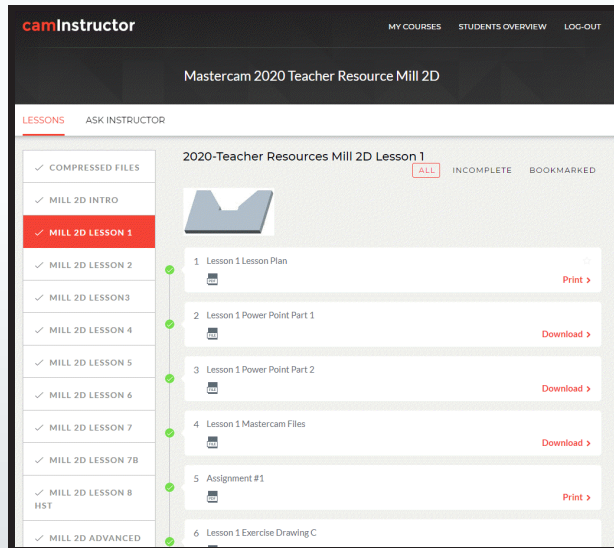 camInstructor
MY COURSES STUDENTS OVERVIEW LOG-OUT
Mastercam 2020 Teacher Resource Mill 2D
LESSONS ASK INSTRUCTOR
COMPRESSED FILES
MILL 2D INTRO
MILL 2D LESSON 1
MILL 2D LESSON 2
MILL 2D LESSON3
MILL 2D LESSON 4
MILL 2D LESSON 5
MILL 2D LESSON 6
MILL 2D LESSON 7
MILL 2D LESSON 7B
MILL 2D LESSON 8
HST
MILL 2D ADVANCED
2020-Teacher Resources Mill 2D Lesson 1
ALL INCOMPLETE BOOKMARKED
1 Lesson 1 Lesson Plan
Print >
2 Lesson 1 Power Point Part 1
Download >
3 Lesson 1 Power Point Part 2
Download >
4 Lesson 1 Mastercam Files
Download >
5 Assignment #1
Print >
6 Lesson 1 Exercise Drawing C